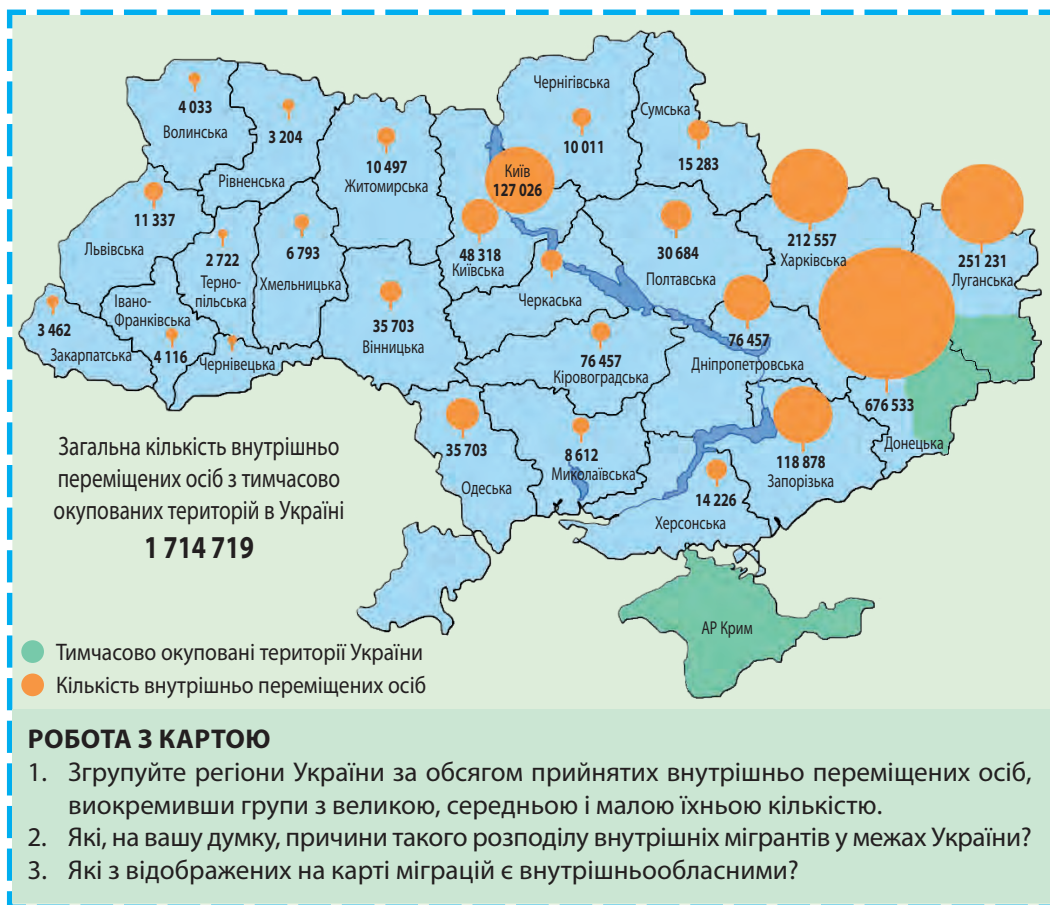 4 033
Волинська
3 204
Рівненська
10 497
Житомирська
Чернігівська
10 011
Сумська
15 283
Київ
127 026
48 318
Київська
11 337
Львівська
2 722
Терно-
пільська
6 793
Хмельницька
Івано-
Франківська
4 116
3 462
Закарпатська
Чернівецька
35 703
Вінницька
Черкаська
30 684
Полтавська
212 557
Харківська
251 231
Луганська
76 457
Кіровоградська
76 457
Дніпропетровська
676 533
Донецька
35 703
Одеська
8 612
Миколаївська
14 226
Херсонська
118 878
Запорізька
АР Крим
Загальна кількість внутрішньо
переміщених осіб з тимчасово
окупованих територій в Україні
1 714 719
Тимчасово окуповані території України
Кількість внутрішньо переміщених осіб
РОБОТА З КАРТОЮ
1. Згрупуйте регіони України за обсягом прийнятих внутрішньо переміщених осіб,
виокремивши групи з великою, середньою і малою їхньою кількістю.
2. Які, на вашу думку, причини такого розподілу внутрішніх мігрантів у межах України?
3. Які з відображених на карті міграцій є внутрішньообласними?